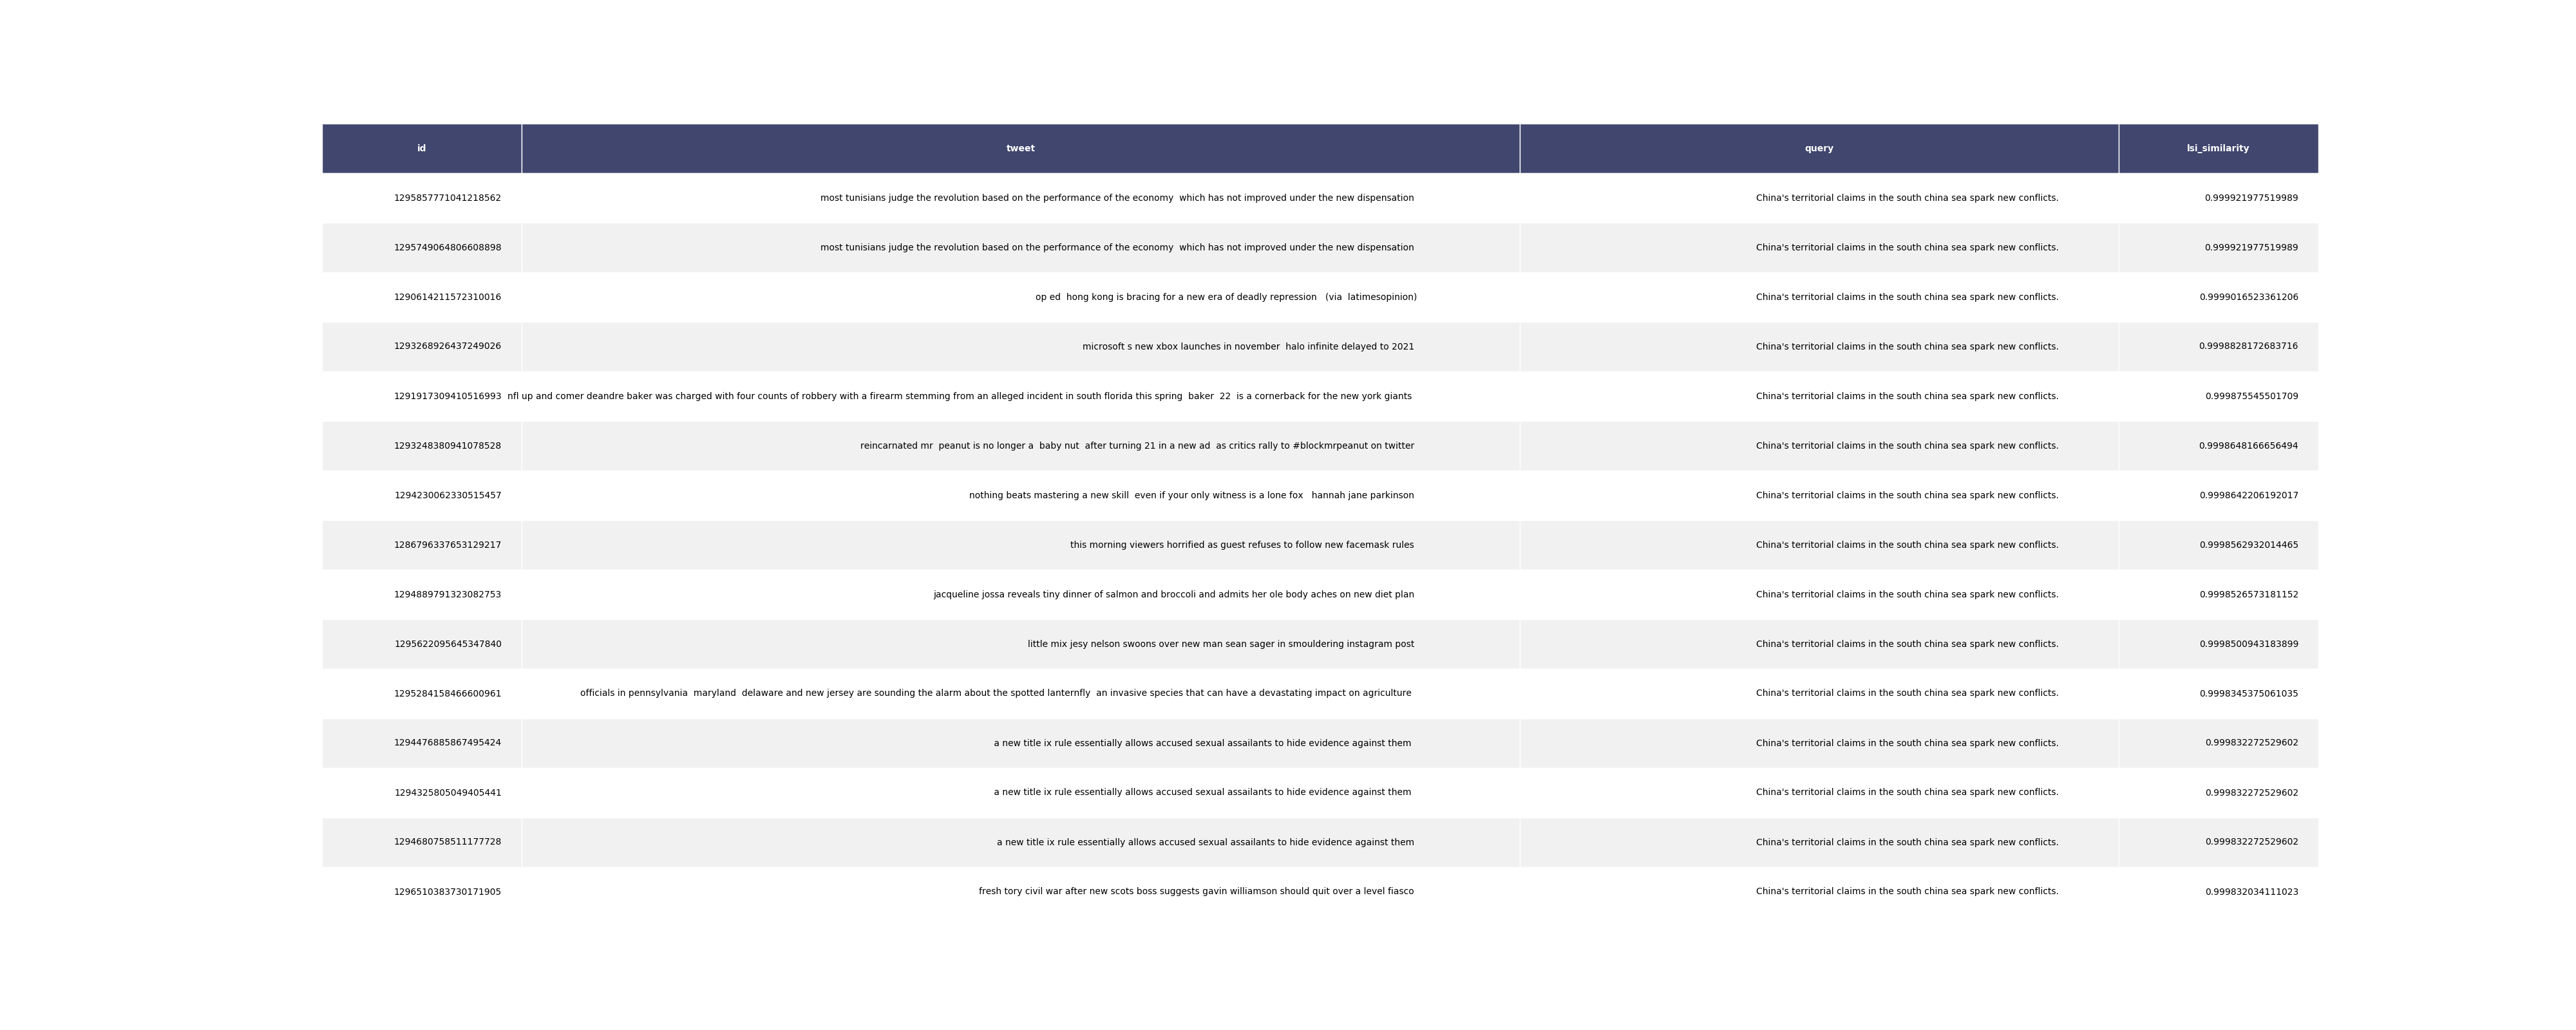 id tweet query lsi_similarity
1295857771041218562 most tunisians judge the revolution based on the performance of the economy  which has not improved under the new dispensation China's territorial claims in the south china sea spark new conflicts. 0.999921977519989
1295749064806608898 most tunisians judge the revolution based on the performance of the economy  which has not improved under the new dispensation China's territorial claims in the south china sea spark new conflicts. 0.999921977519989
1290614211572310016 op ed  hong kong is bracing for a new era of deadly repression   (via  latimesopinion) China's territorial claims in the south china sea spark new conflicts. 0.9999016523361206
1293268926437249026 microsoft s new xbox launches in november  halo infinite delayed to 2021 China's territorial claims in the south china sea spark new conflicts. 0.9998828172683716
1291917309410516993 nfl up and comer deandre baker was charged with four counts of robbery with a firearm stemming from an alleged incident in south florida this spring  baker  22  is a cornerback for the new york giants China's territorial claims in the south china sea spark new conflicts. 0.999875545501709
1293248380941078528 reincarnated mr  peanut is no longer a  baby nut  after turning 21 in a new ad  as critics rally to #blockmrpeanut on twitter China's territorial claims in the south china sea spark new conflicts. 0.9998648166656494
1294230062330515457 nothing beats mastering a new skill  even if your only witness is a lone fox   hannah jane parkinson China's territorial claims in the south china sea spark new conflicts. 0.9998642206192017
1286796337653129217 this morning viewers horrified as guest refuses to follow new facemask rules China's territorial claims in the south china sea spark new conflicts. 0.9998562932014465
1294889791323082753 jacqueline jossa reveals tiny dinner of salmon and broccoli and admits her ole body aches on new diet plan China's territorial claims in the south china sea spark new conflicts. 0.9998526573181152
1295622095645347840 little mix jesy nelson swoons over new man sean sager in smouldering instagram post China's territorial claims in the south china sea spark new conflicts. 0.9998500943183899
1295284158466600961 officials in pennsylvania  maryland  delaware and new jersey are sounding the alarm about the spotted lanternfly  an invasive species that can have a devastating impact on agriculture China's territorial claims in the south china sea spark new conflicts. 0.9998345375061035
1294476885867495424 a new title ix rule essentially allows accused sexual assailants to hide evidence against them China's territorial claims in the south china sea spark new conflicts. 0.999832272529602
1294325805049405441 a new title ix rule essentially allows accused sexual assailants to hide evidence against them China's territorial claims in the south china sea spark new conflicts. 0.999832272529602
1294680758511177728 a new title ix rule essentially allows accused sexual assailants to hide evidence against them China's territorial claims in the south china sea spark new conflicts. 0.999832272529602
1296510383730171905 fresh tory civil war after new scots boss suggests gavin williamson should quit over a level fiasco China's territorial claims in the south china sea spark new conflicts. 0.999832034111023